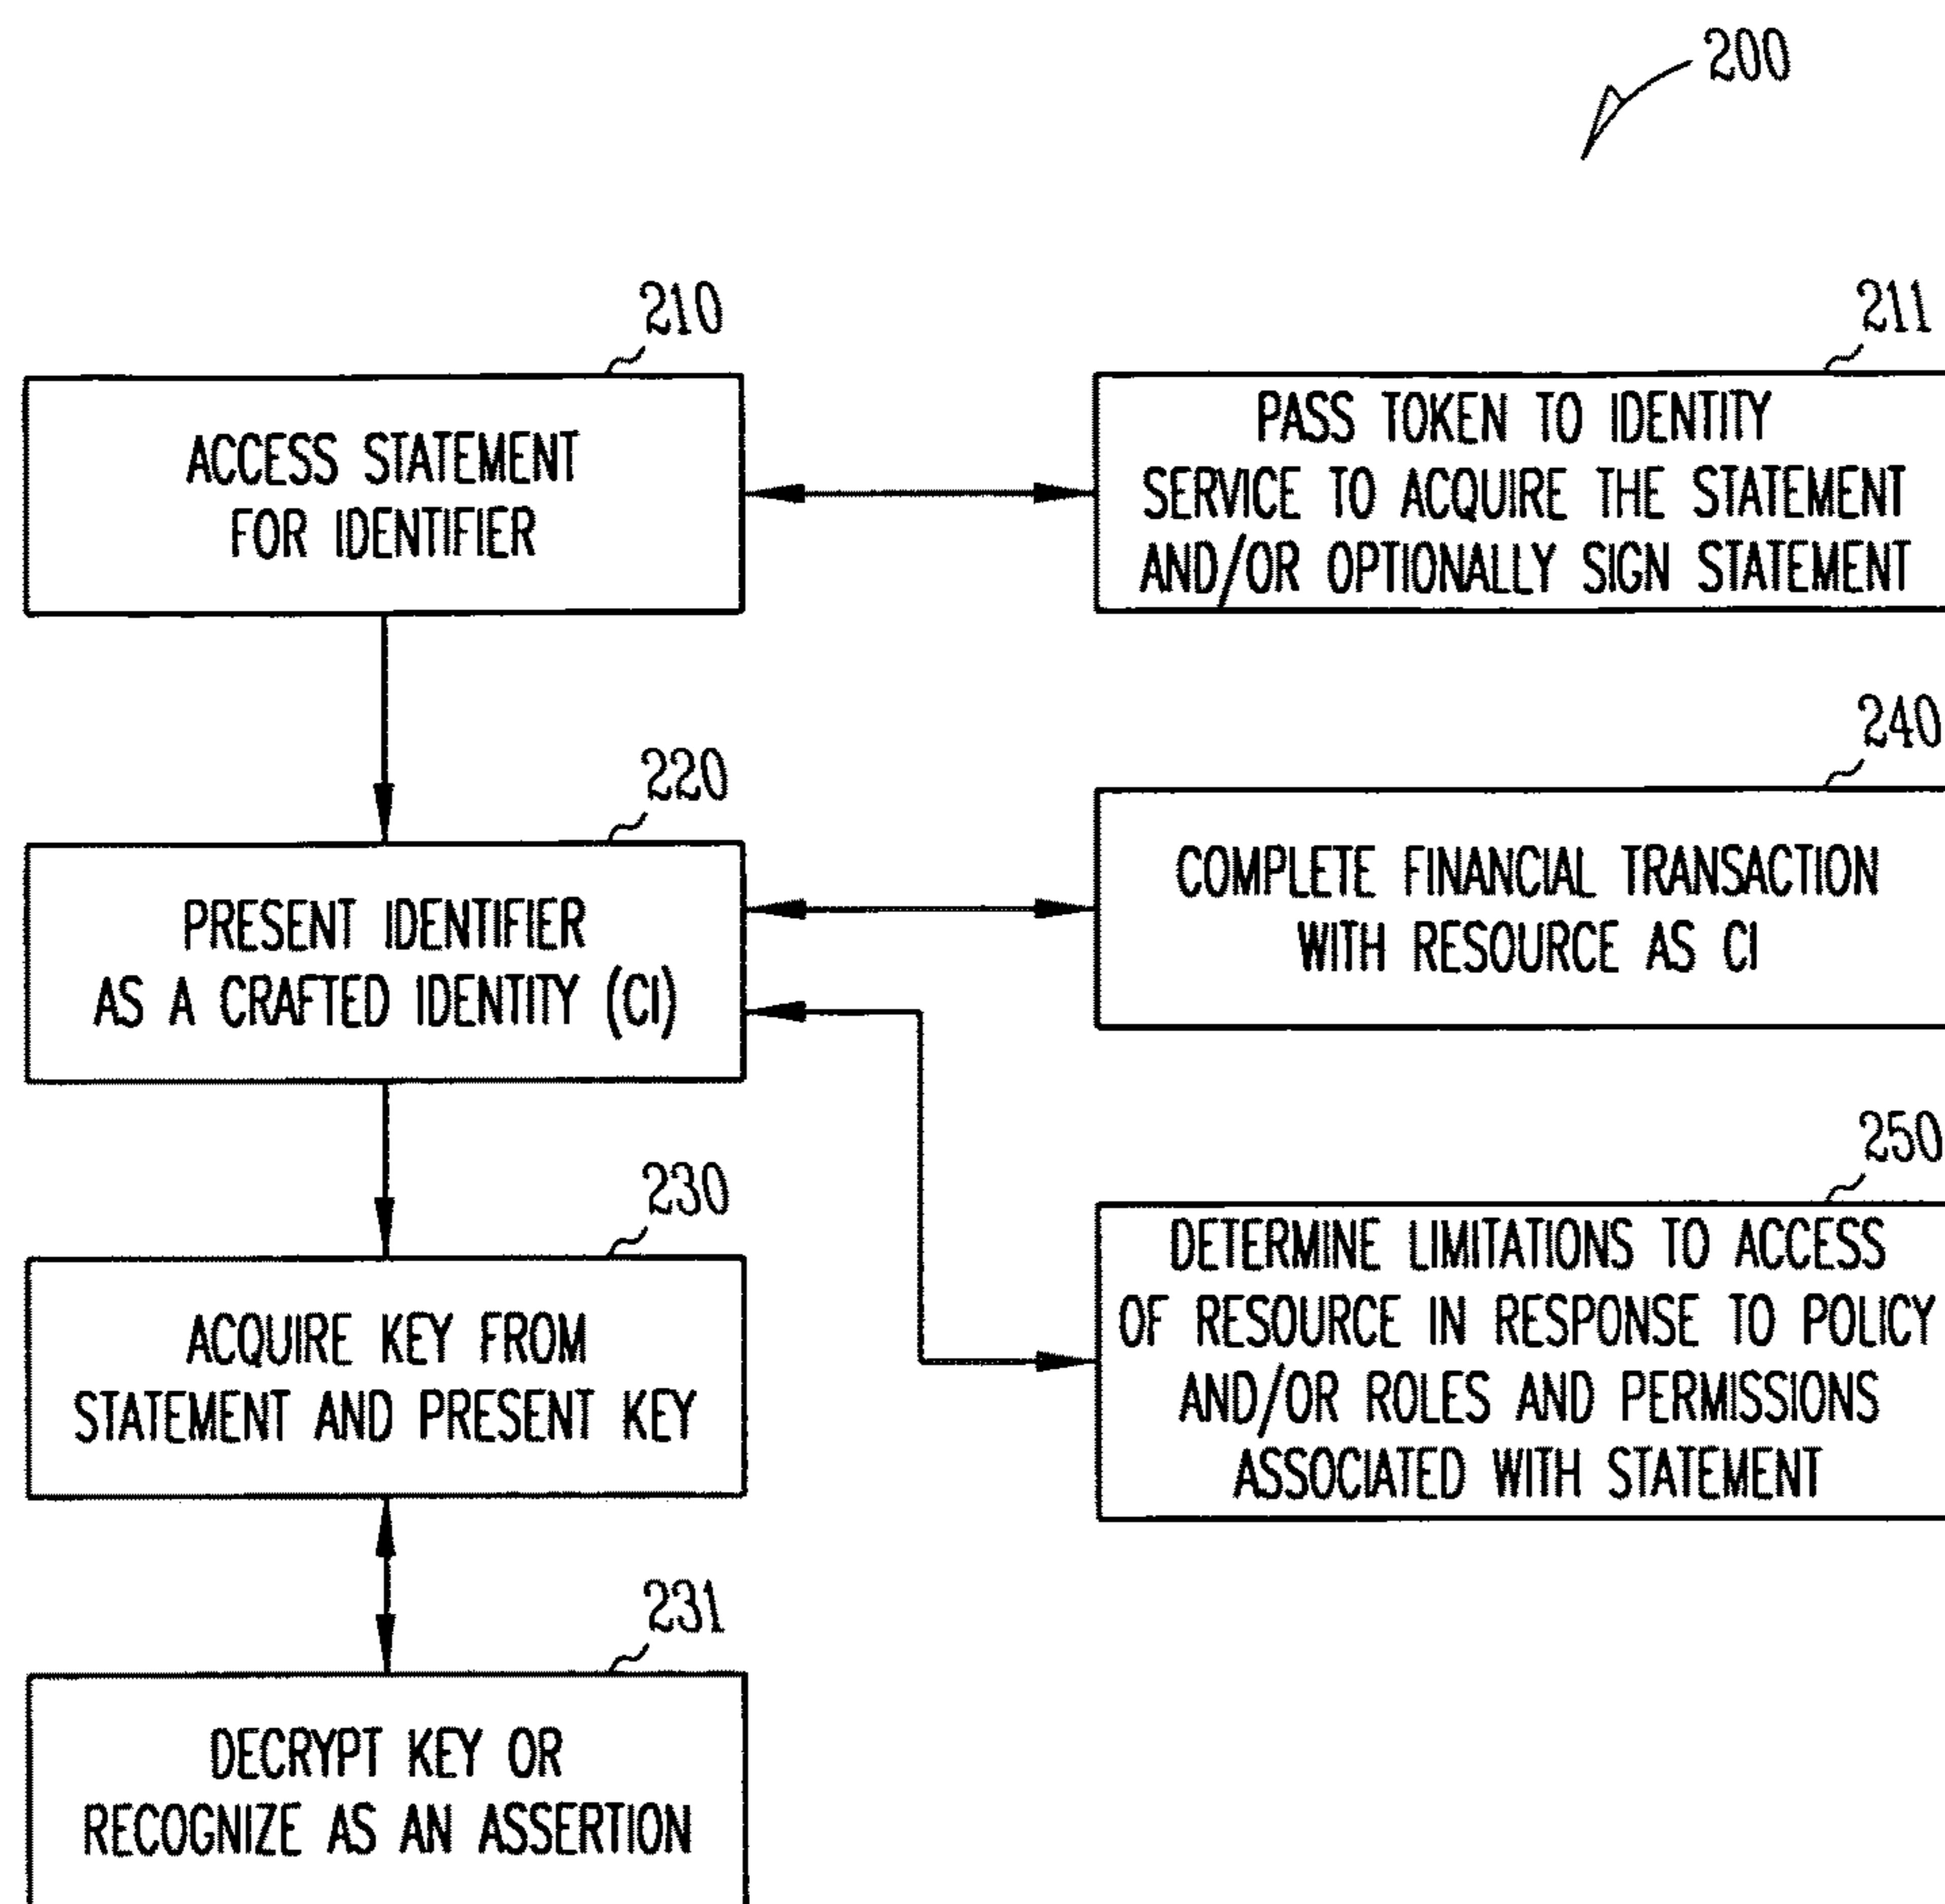 200
210
ACCESS STATEMENT
FOR IDENTIFIER
211
PASS TOKEN TO IDENTITY
SERVICE TO ACQUIRE THE STATEMENT
AND/OR OPTIONALLY SIGN STATEMENT
220
PRESENT IDENTIFIER
AS A CRAFTED IDENTITY (CI)
240
COMPLETE FINANCIAL TRANSACTION
WITH RESOURCE AS CI
230
ACQUIRE KEY FROM
STATEMENT AND PRESENT KEY
250
DETERMINE LIMITATIONS TO ACCESS
OF RESOURCE IN RESPONSE TO POLICY
AND/OR ROLES AND PERMISSIONS
ASSOCIATED WITH STATEMENT
231
DECRYPT KEY OR
RECOGNIZE AS AN ASSERTION